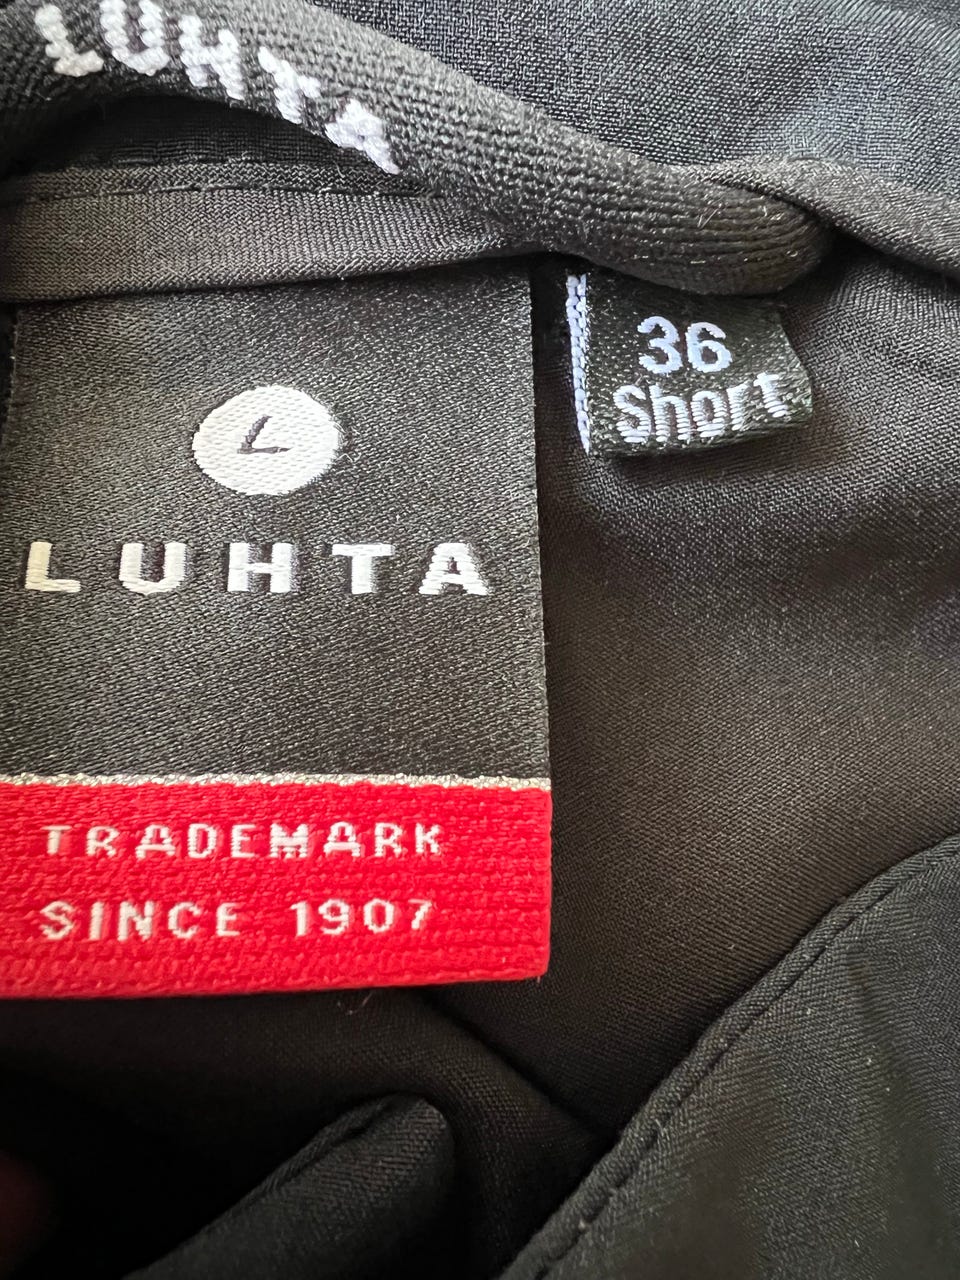 LUHTA
36
Short
L
LUHTA
TRADEMARK
SINCE 1907